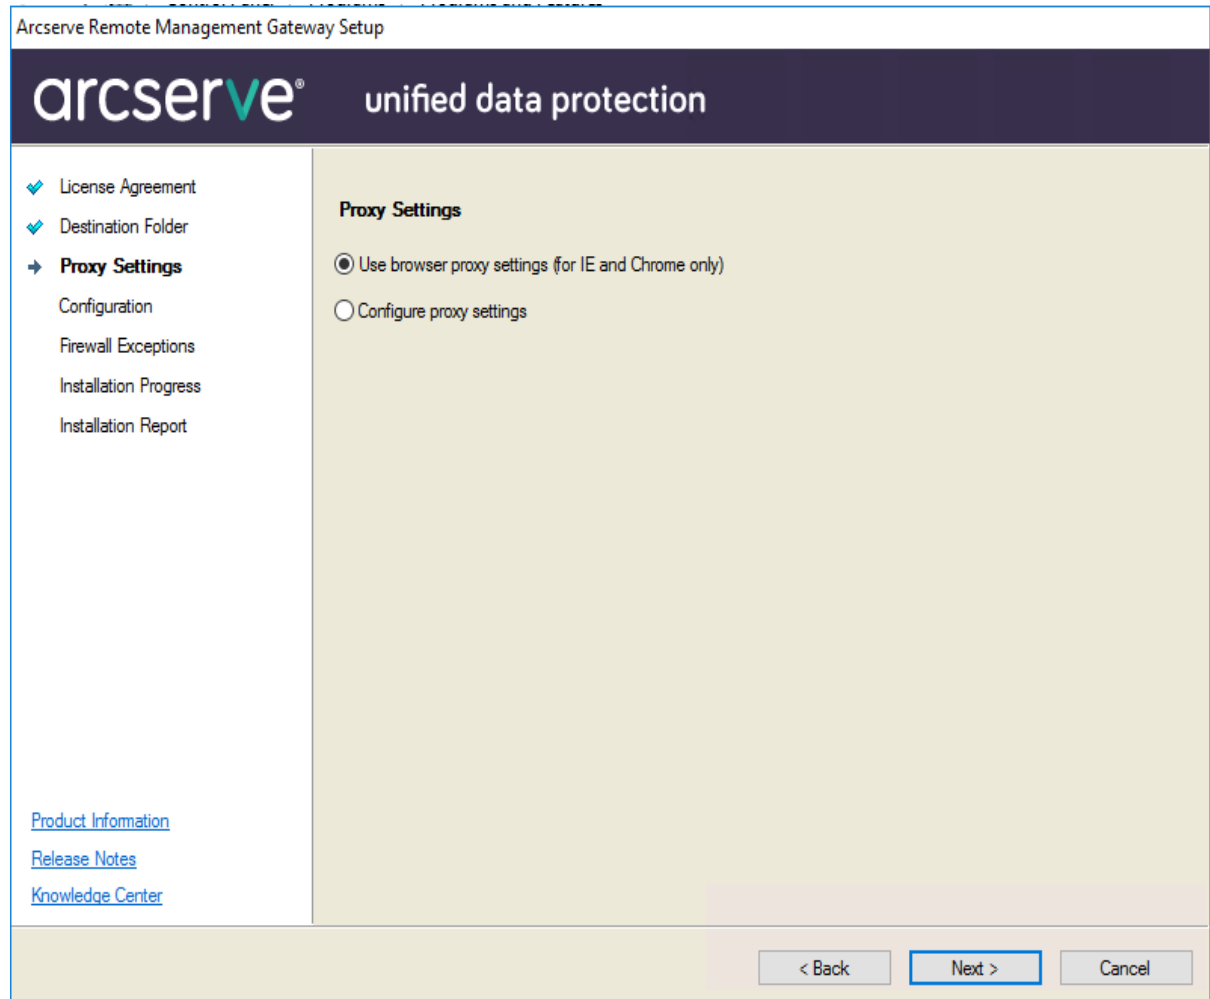 Arcserve Remote Management Gateway Setup
arcserve® unified data protection
License Agreement
Destination Folder
Proxy Settings
Configuration
Firewall Exceptions
Installation Progress
Installation Report
Product Information
Release Notes
Knowledge Center
Proxy Settings
Use browser proxy settings (for IE and Chrome only)
Configure proxy settings
< Back Next > Cancel